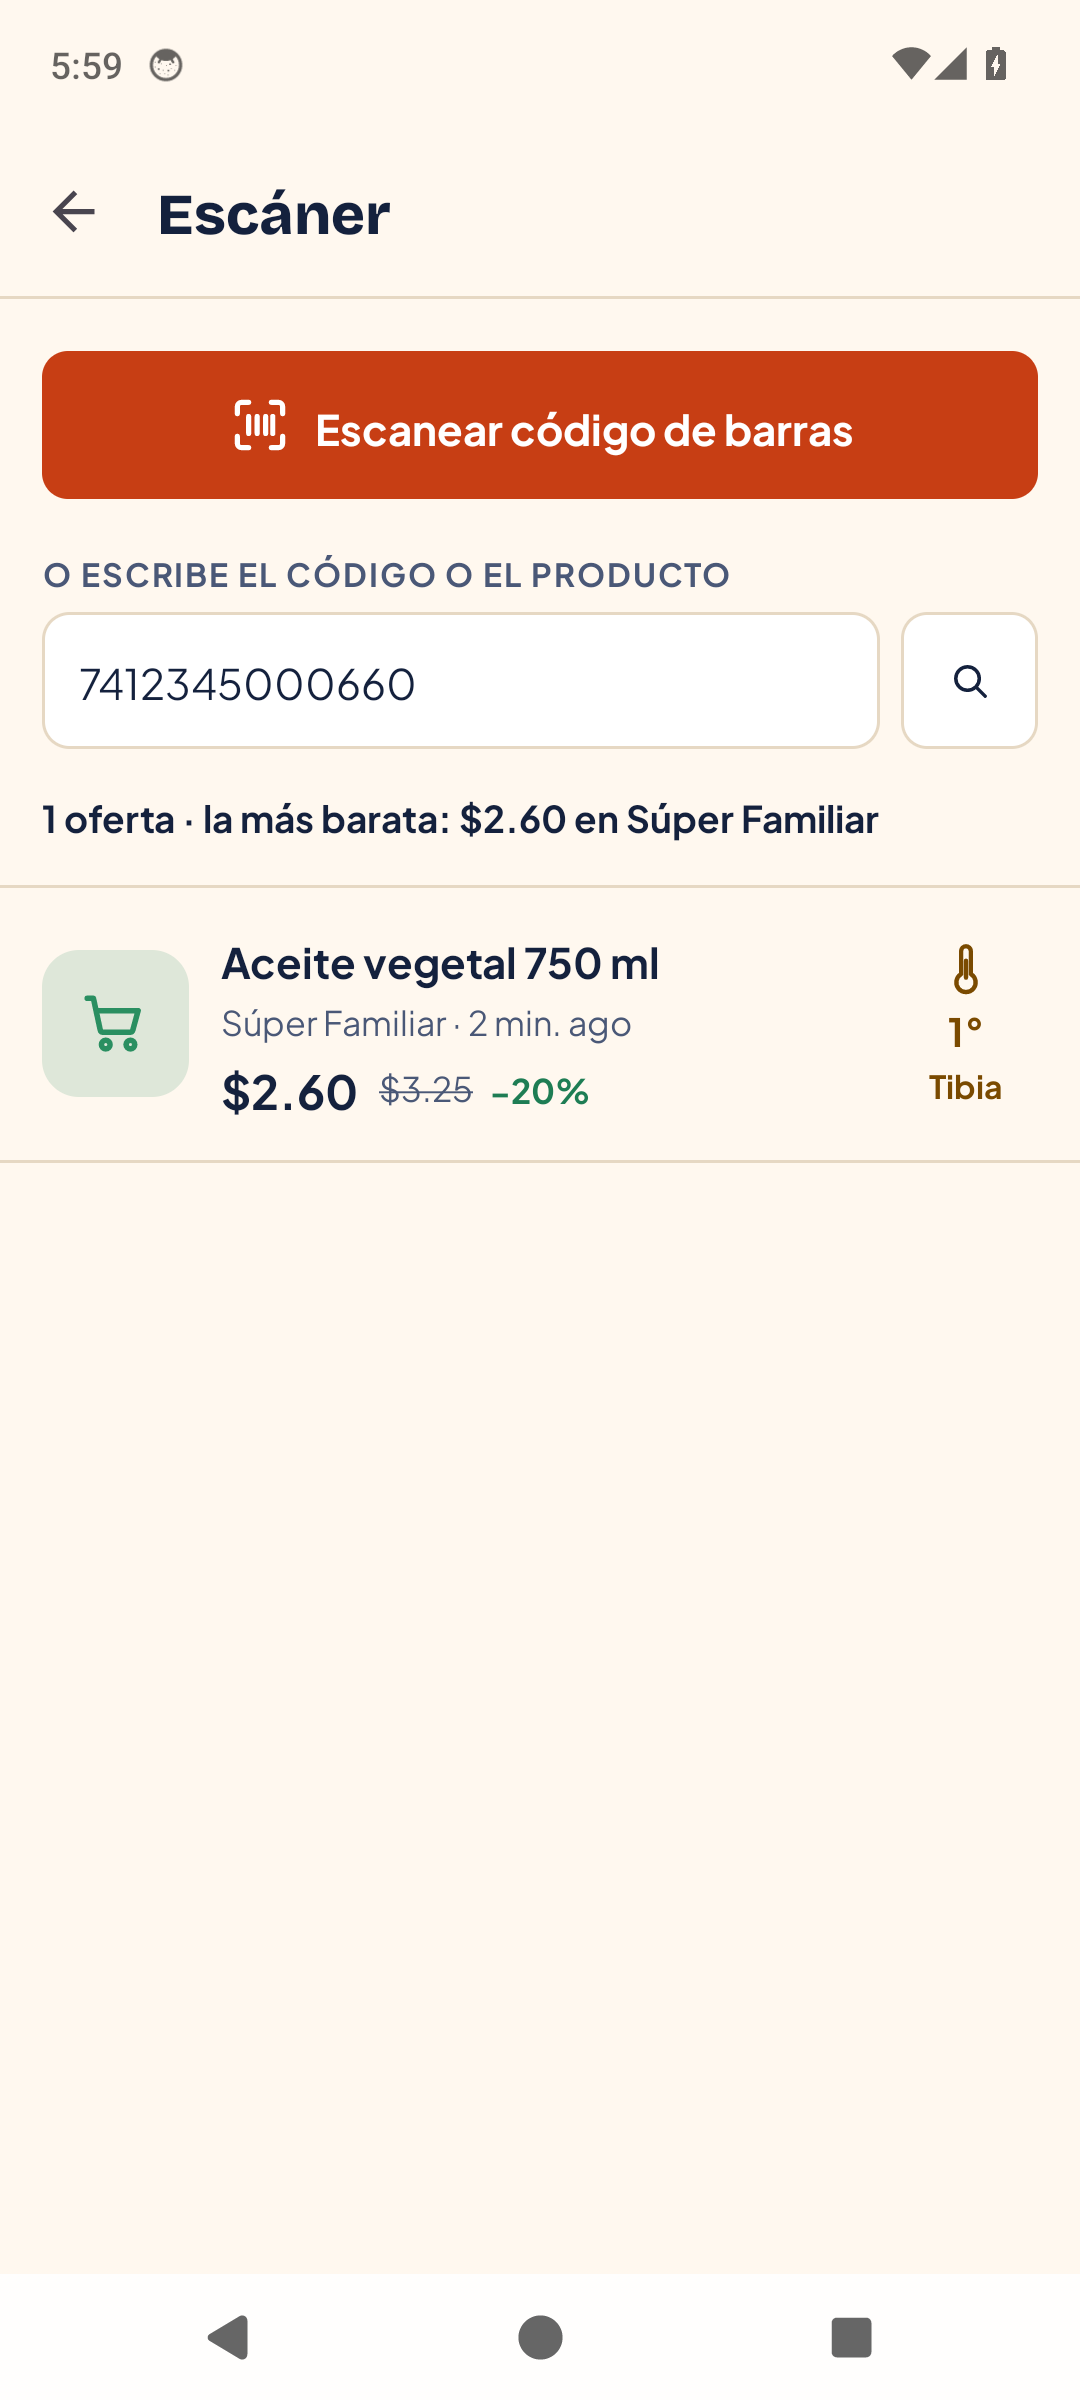 5:59
Escáner
Escanear código de barras
O ESCRIBE EL CÓDIGO O EL PRODUCTO
7412345000660
1 oferta · la más barata: $2.60 en Súper Familiar
Aceite vegetal 750 ml
Súper Familiar · 2 min. ago
$2.60 $3.25 −20%
1°
Tibia